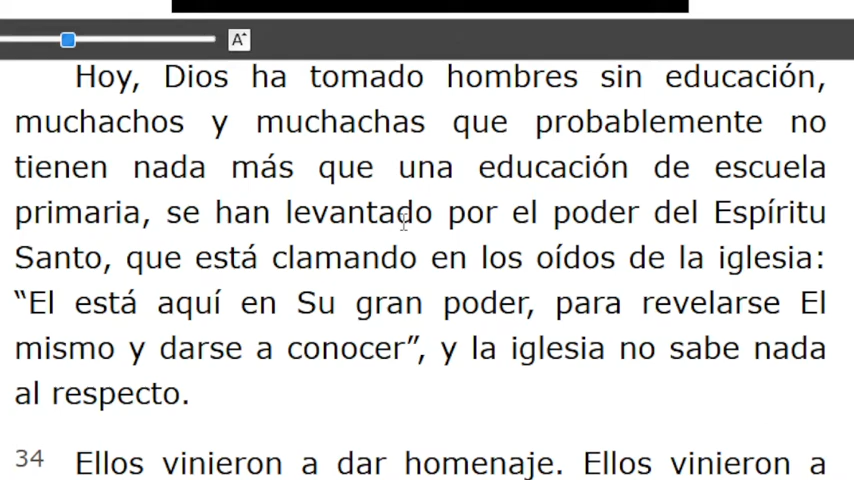 A
Hoy, Dios ha tomado hombres sin educación,
muchachos y muchachas que probablemente no
tienen nada más que una educación de escuela
primaria, se han levantado por el poder del Espíritu
Santo, que está clamando en los oídos de la iglesia:
“El está aquí en Su gran poder, para revelarse El
mismo y darse a conocer”, y la iglesia no sabe nada
al respecto.
34 Ellos vinieron a dar homenaje. Ellos vinieron a